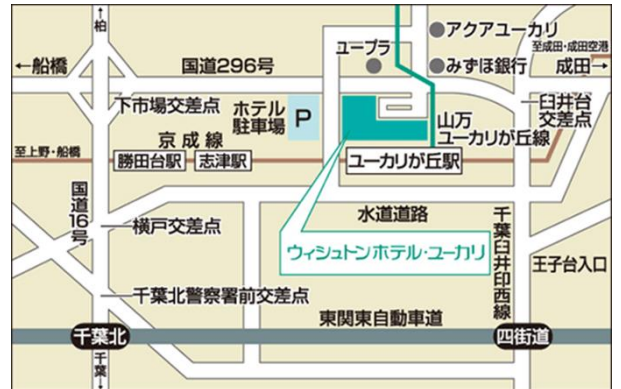 ↑柏
アクアユーカリ
ユープラ
至成田・成田空港
←船橋
国道296号
みずほ銀行
成田→
下市場交差点
ホテル
駐車場
P
臼井台
交差点
山万
ユーカリが丘線
京成線
至上野・船橋
勝田台駅
志津駅
ユーカリが丘駅
国道16号
水道道路
千葉臼井印西線
横戸交差点
ウィシュトンホテル・ユーカリ
王子台入口
千葉北警察署前交差点
東関東自動車道
千葉北
四街道
千葉↓